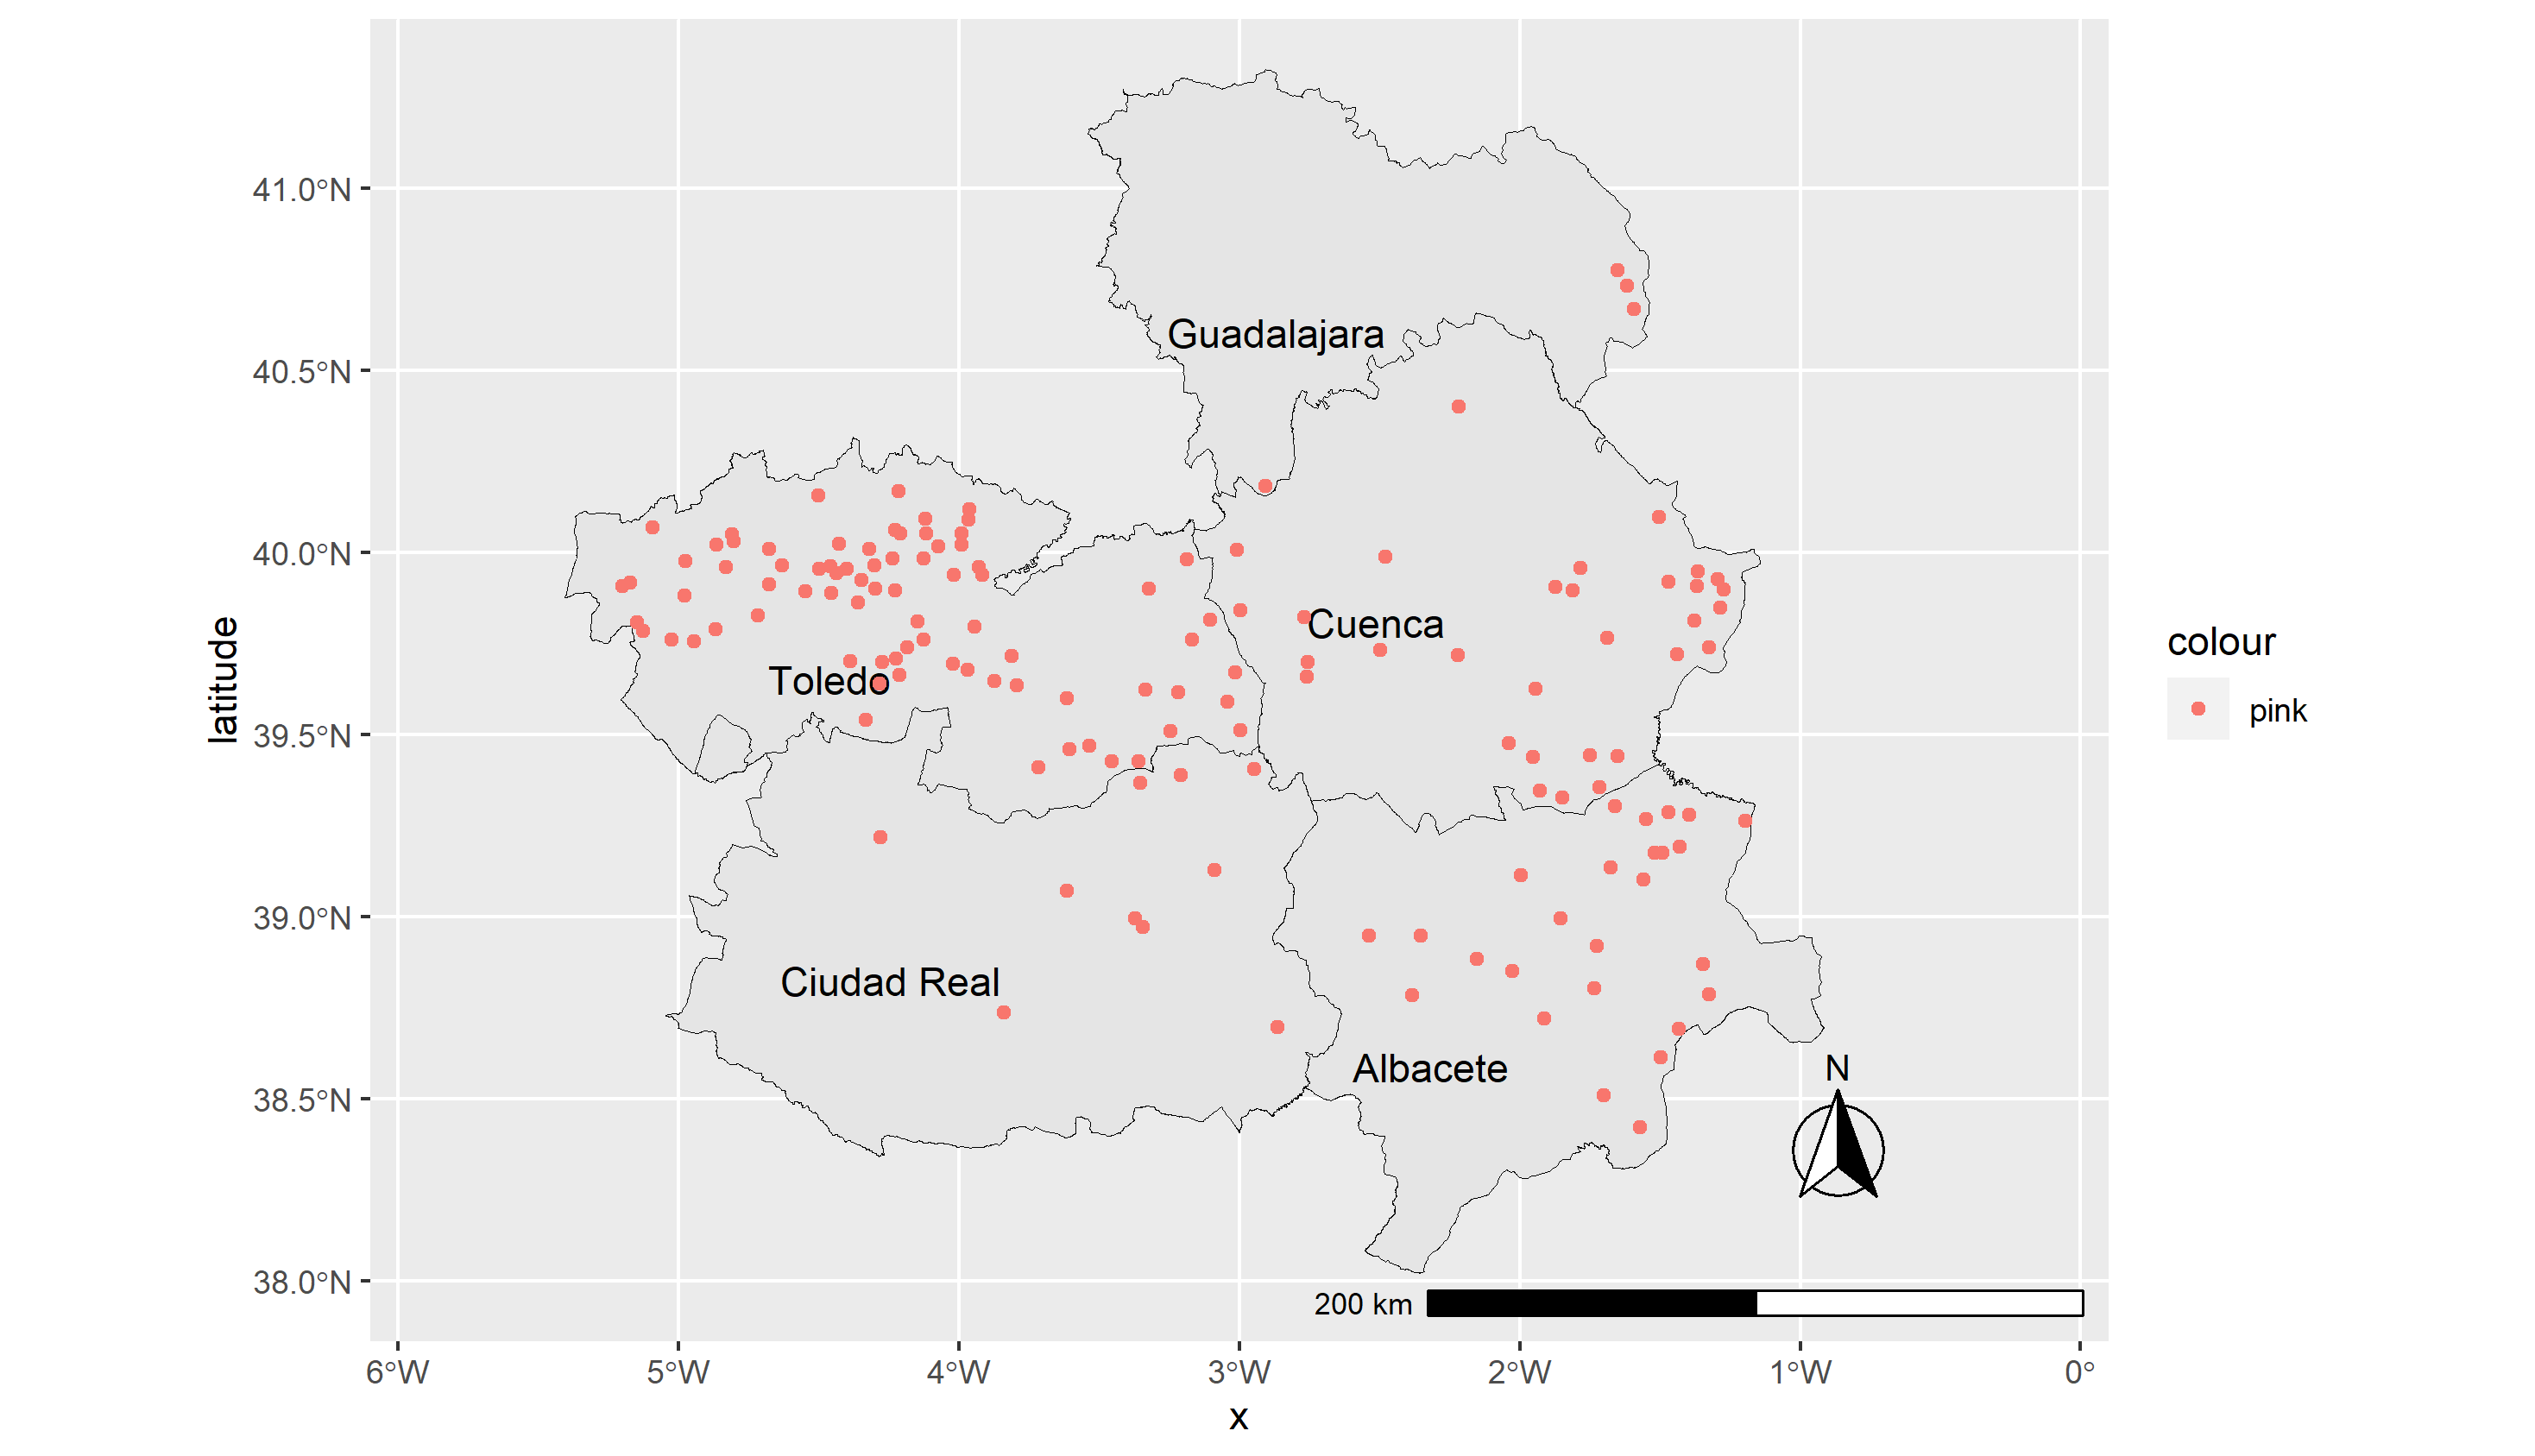 41.0°N
40.5°N
40.0°N
39.5°N
39.0°N
38.5°N
38.0°N
latitude
Guadalajara
Cuenca
Toledo
Ciudad Real
Albacete
N
200 km
6°W
5°W
4°W
3°W
2°W
1°W
0°
x
colour
pink